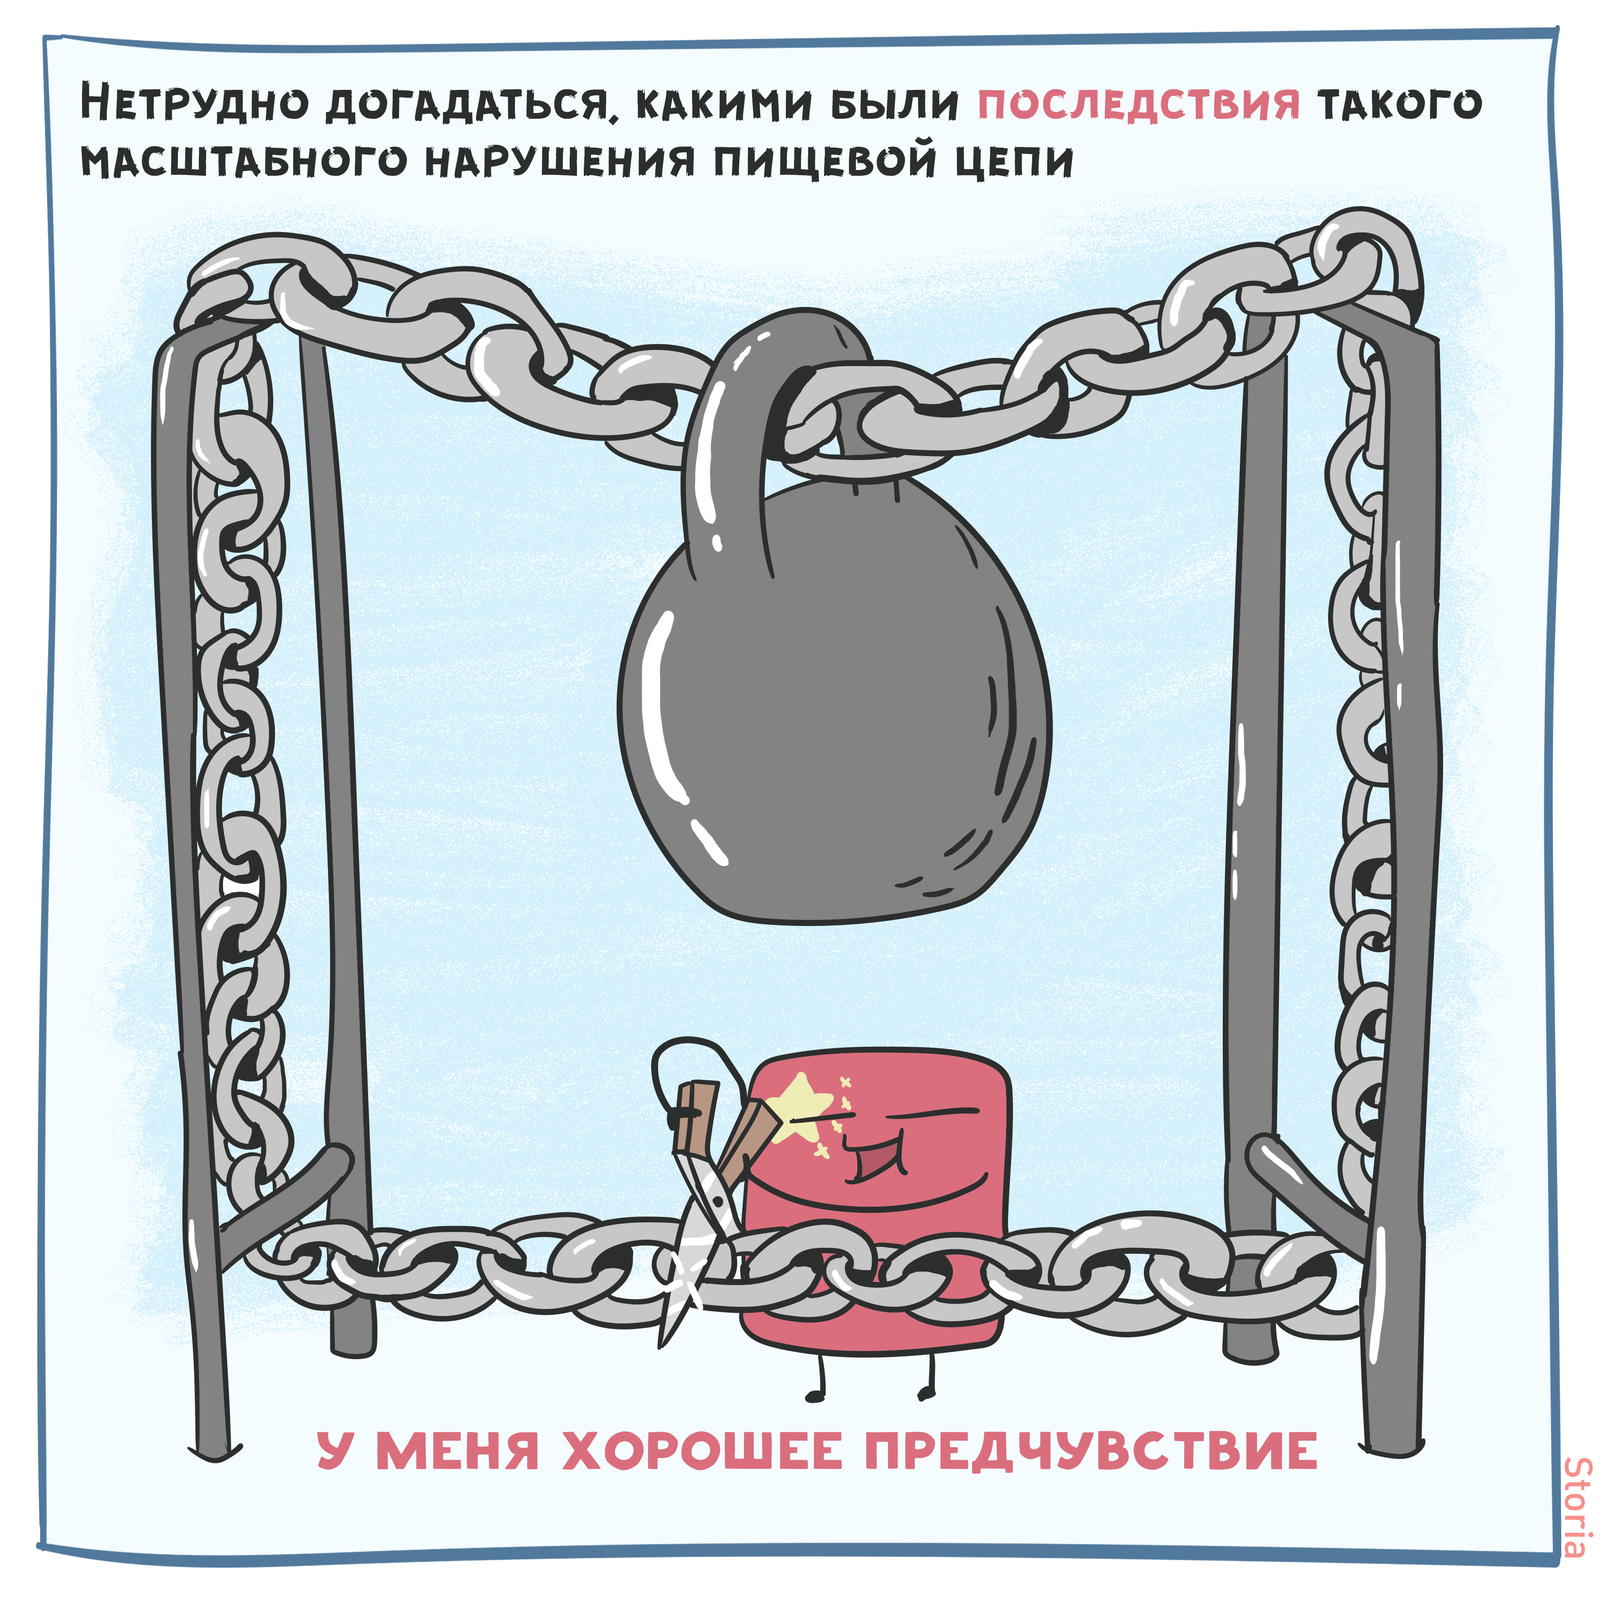 Нетрудно догадаться, какими были последствия такого
масштабного нарушения пищевой цепи
У меня хорошее предчувствие
Storia